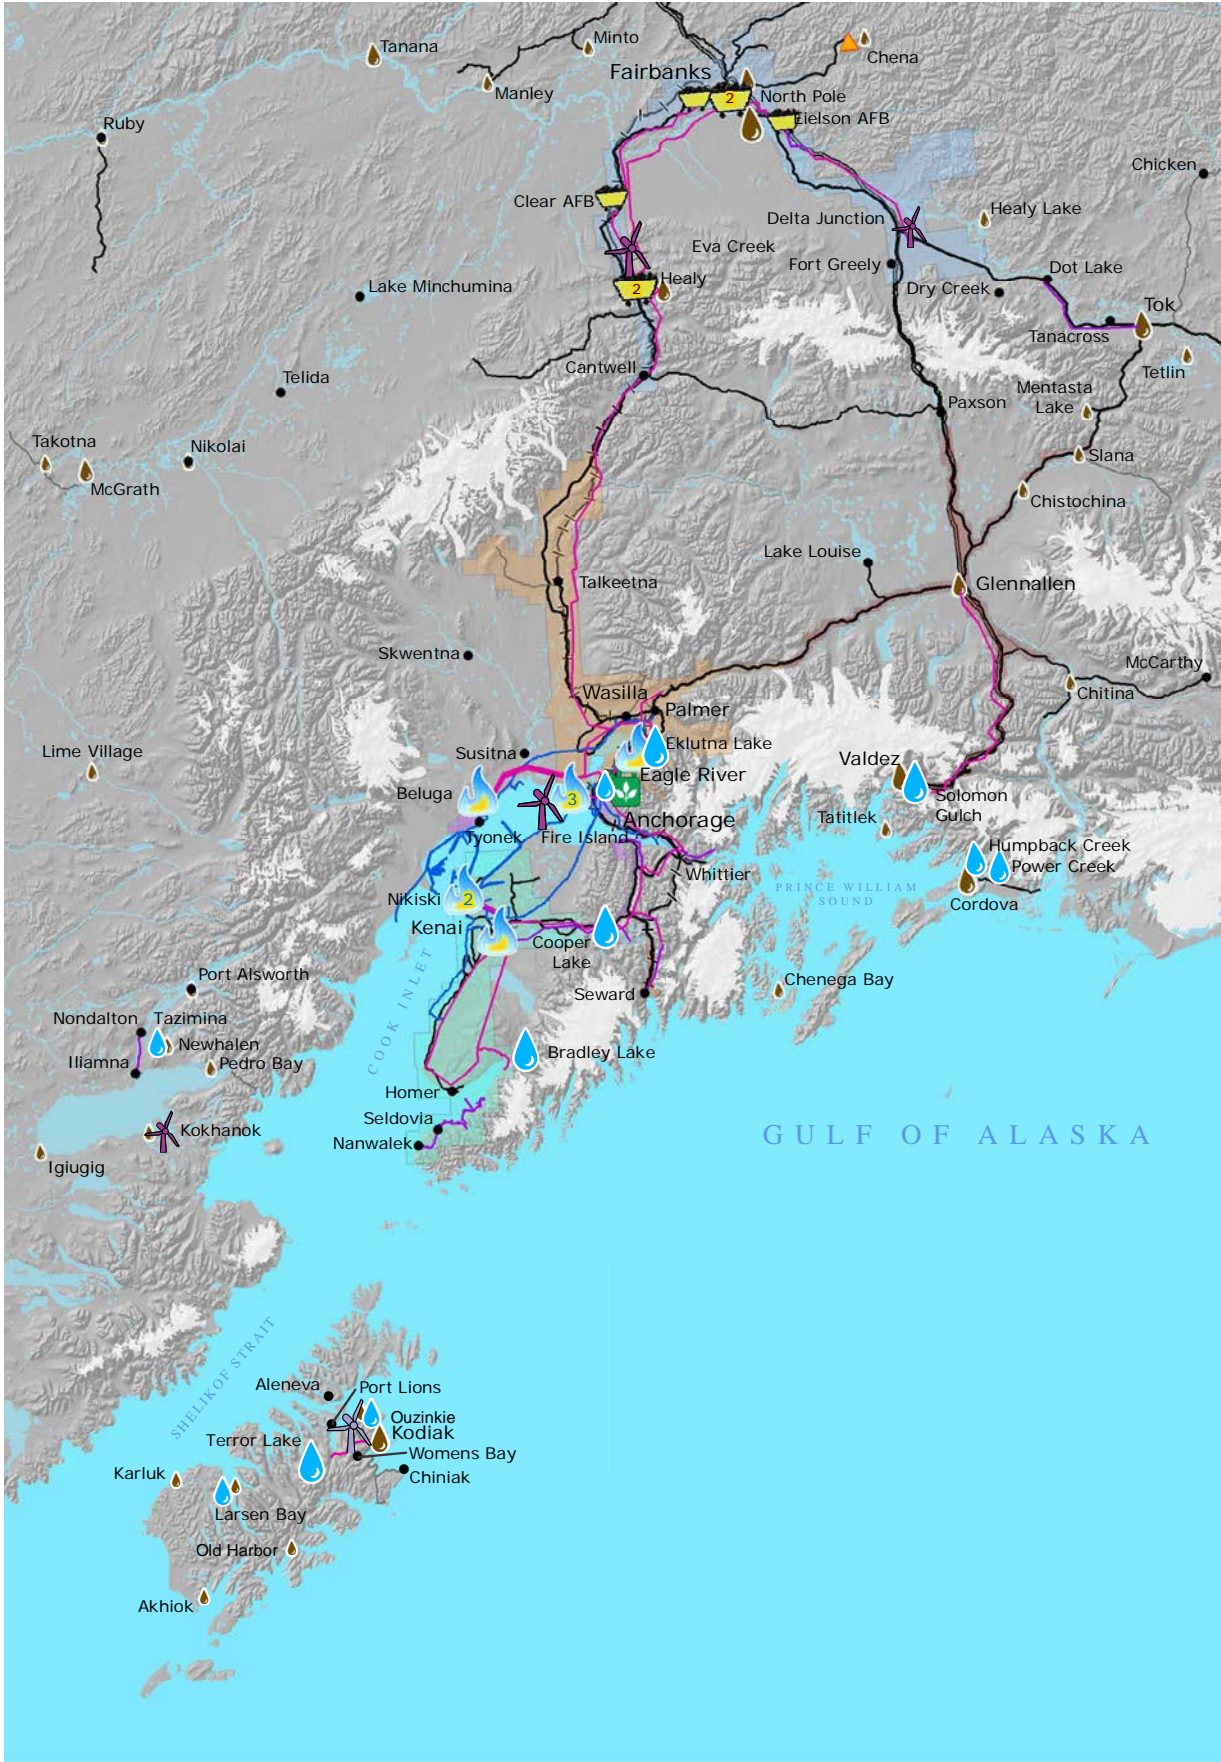 Tanana
Minto
Chena
Fairbanks
Manley
2
North Pole
Ruby
Eielson AFB
Chicken
Clear AFB
Healy Lake
Delta Junction
Eva Creek
Fort Greely
Dot Lake
Lake Minchumina
2
Healy
Dry Creek
Tok
Tanacross
Cantwell
Telida
Tetlin
Mentasta
Lake
Paxson
Takotna
Nikolai
Slana
McGrath
Chistochina
Lake Louise
Talkeetna
Glennallen
Skwentna
McCarthy
Wasilla
Chitina
Palmer
Lime Village
Susitna
Eklutna Lake
Valdez
Eagle River
Beluga
3
Solomon
Gulch
Tatitlek
Anchorage
Tyonek
Fire Island
Humpback Creek
Power Creek
Whittier
PRINCE WILLIAM
SOUND
Nikiski
2
Cordova
Kenai
Cooper
Lake
Port Alsworth
Chenega Bay
Seward
COOK INLET
Nondalton
Tazimina
Newhalen
Iliamna
Pedro Bay
Bradley Lake
Homer
Seldovia
Kokhanok
Nanwalek
GULF OF ALASKA
Igiugig
SHELIKOF STRAIT
Aleneva
Port Lions
Ouzinkie
Kodiak
Terror Lake
Womens Bay
Karluk
Chiniak
Larsen Bay
Old Harbor
Akhiok